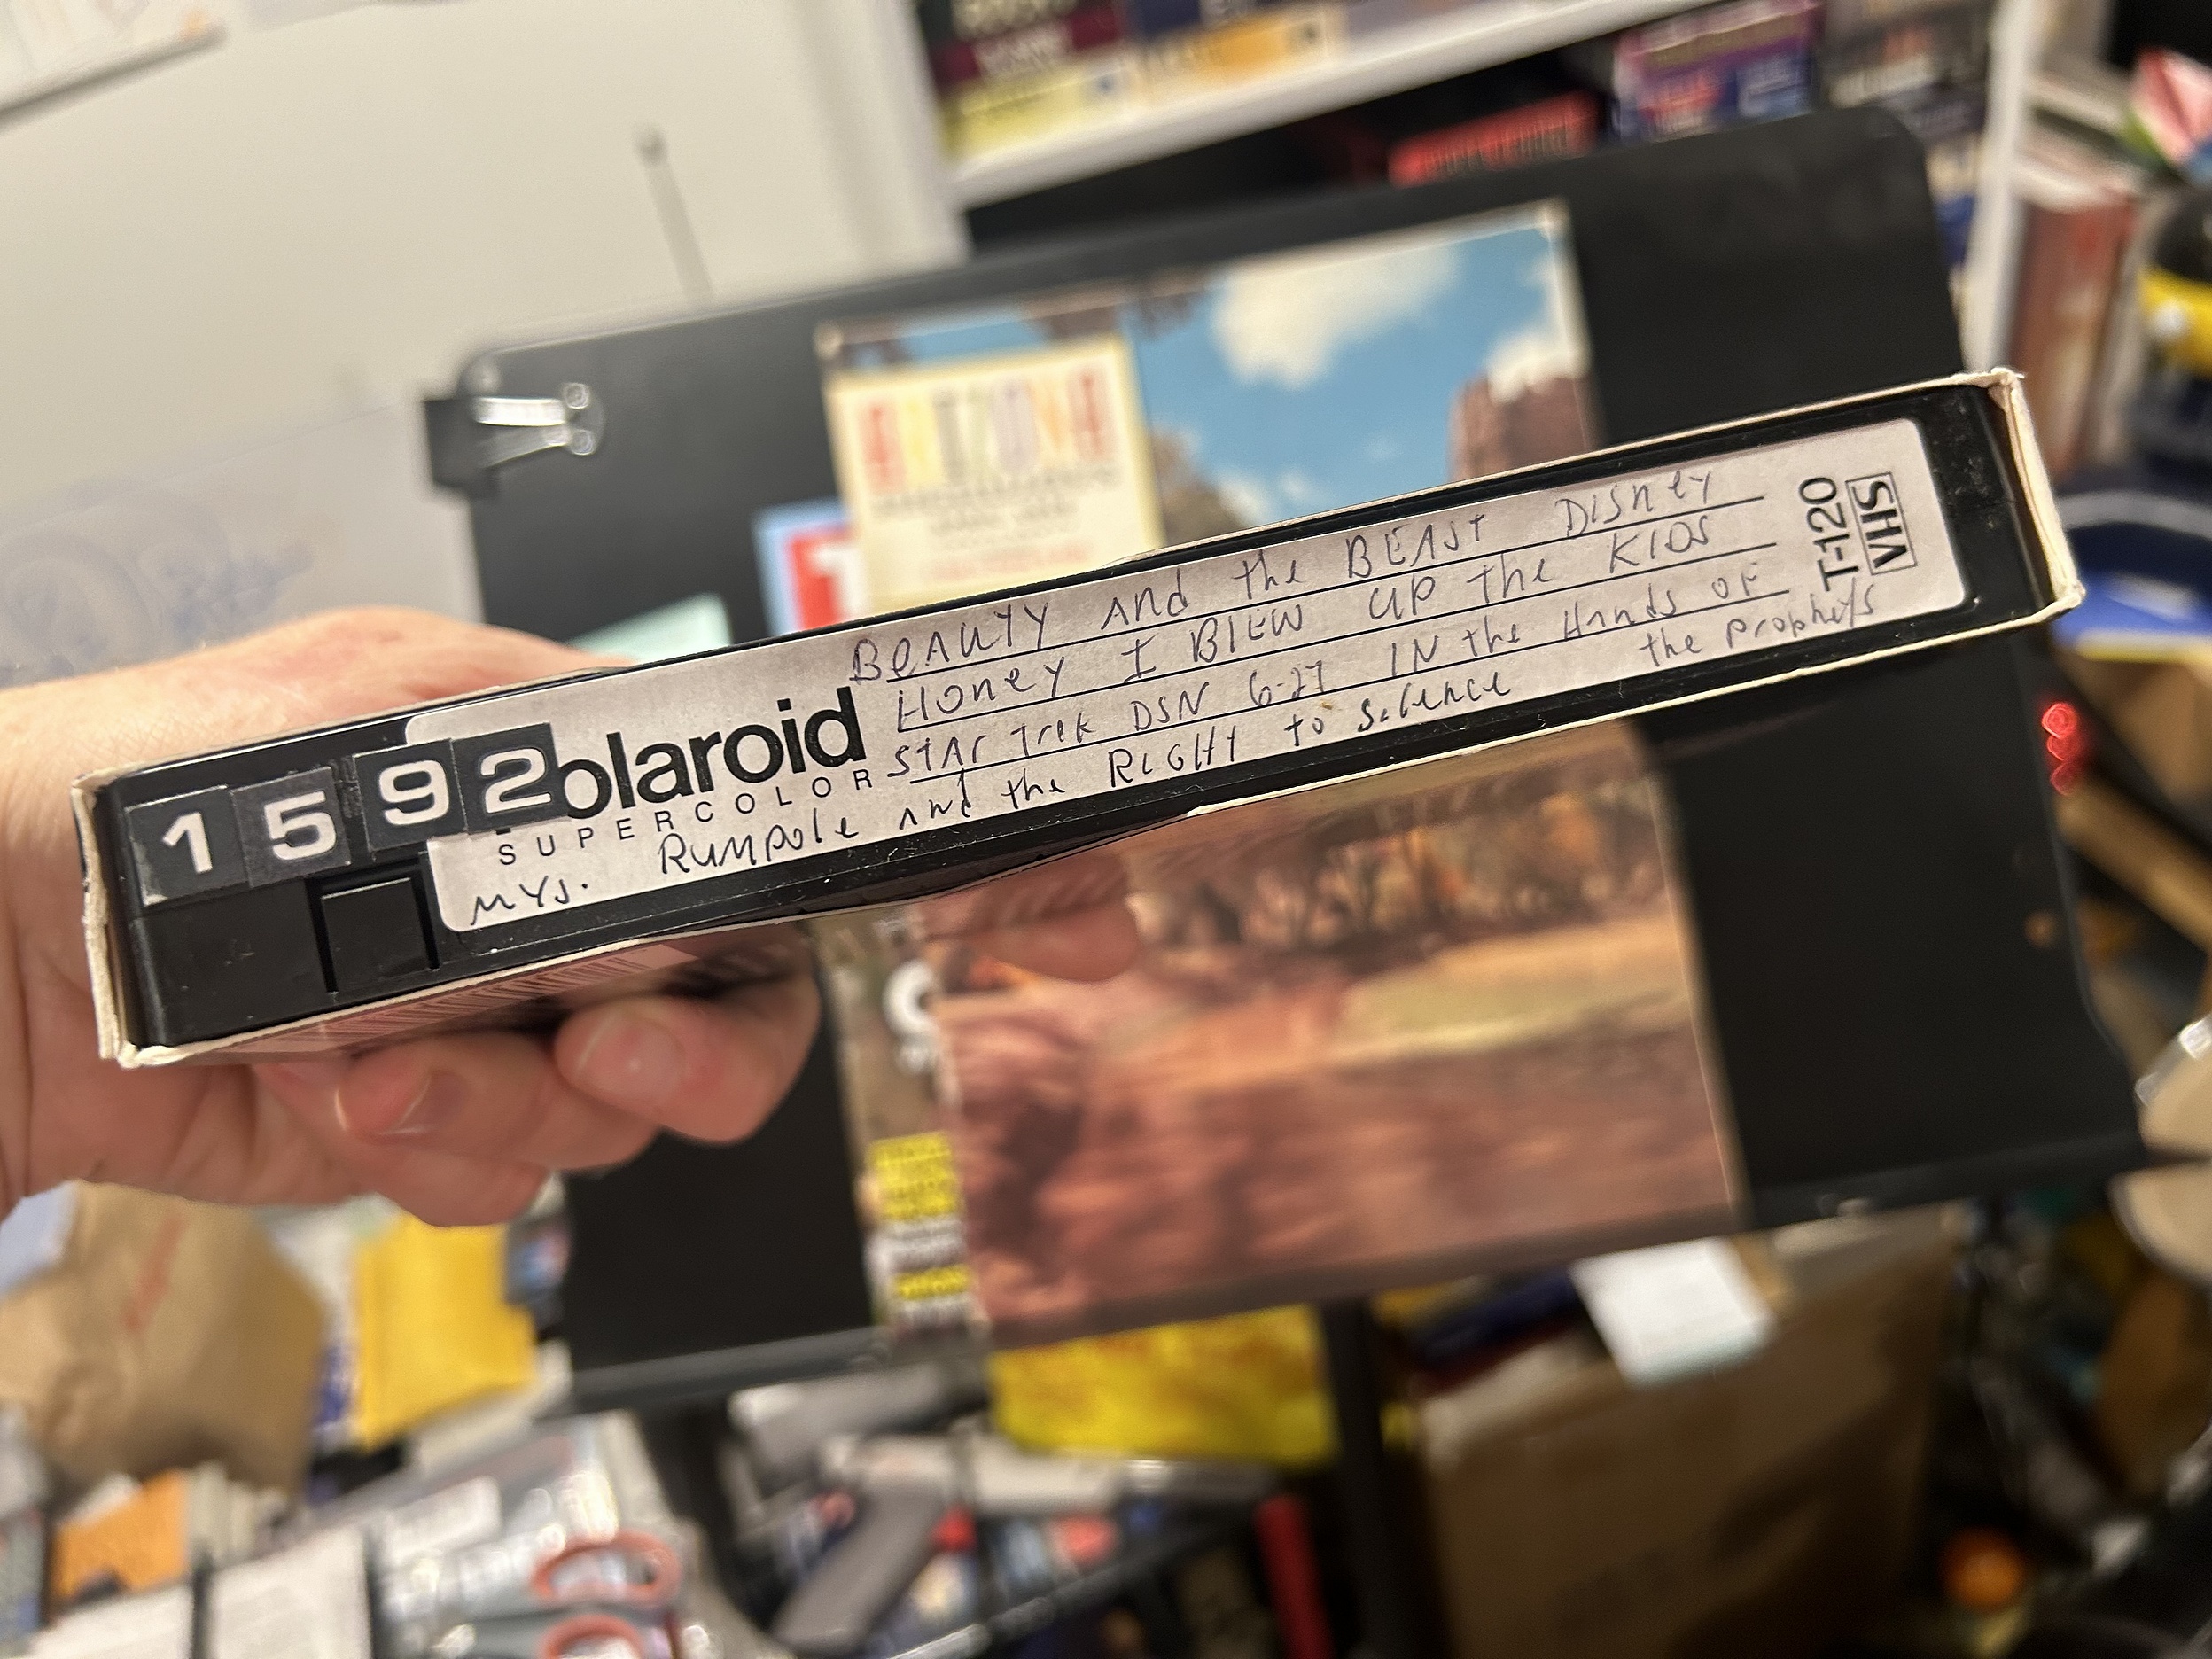 BEAUTY AND the BEAST DISNEY
HONEY I BLEW UP the KIDS
STAR TREK DSN 6-27 IN the HANDS OF
the Prophets
MYS. RUMPOLE and the RIGHT to Silence
1592
Polaroid
SUPERCOLOR
T-120
VHS